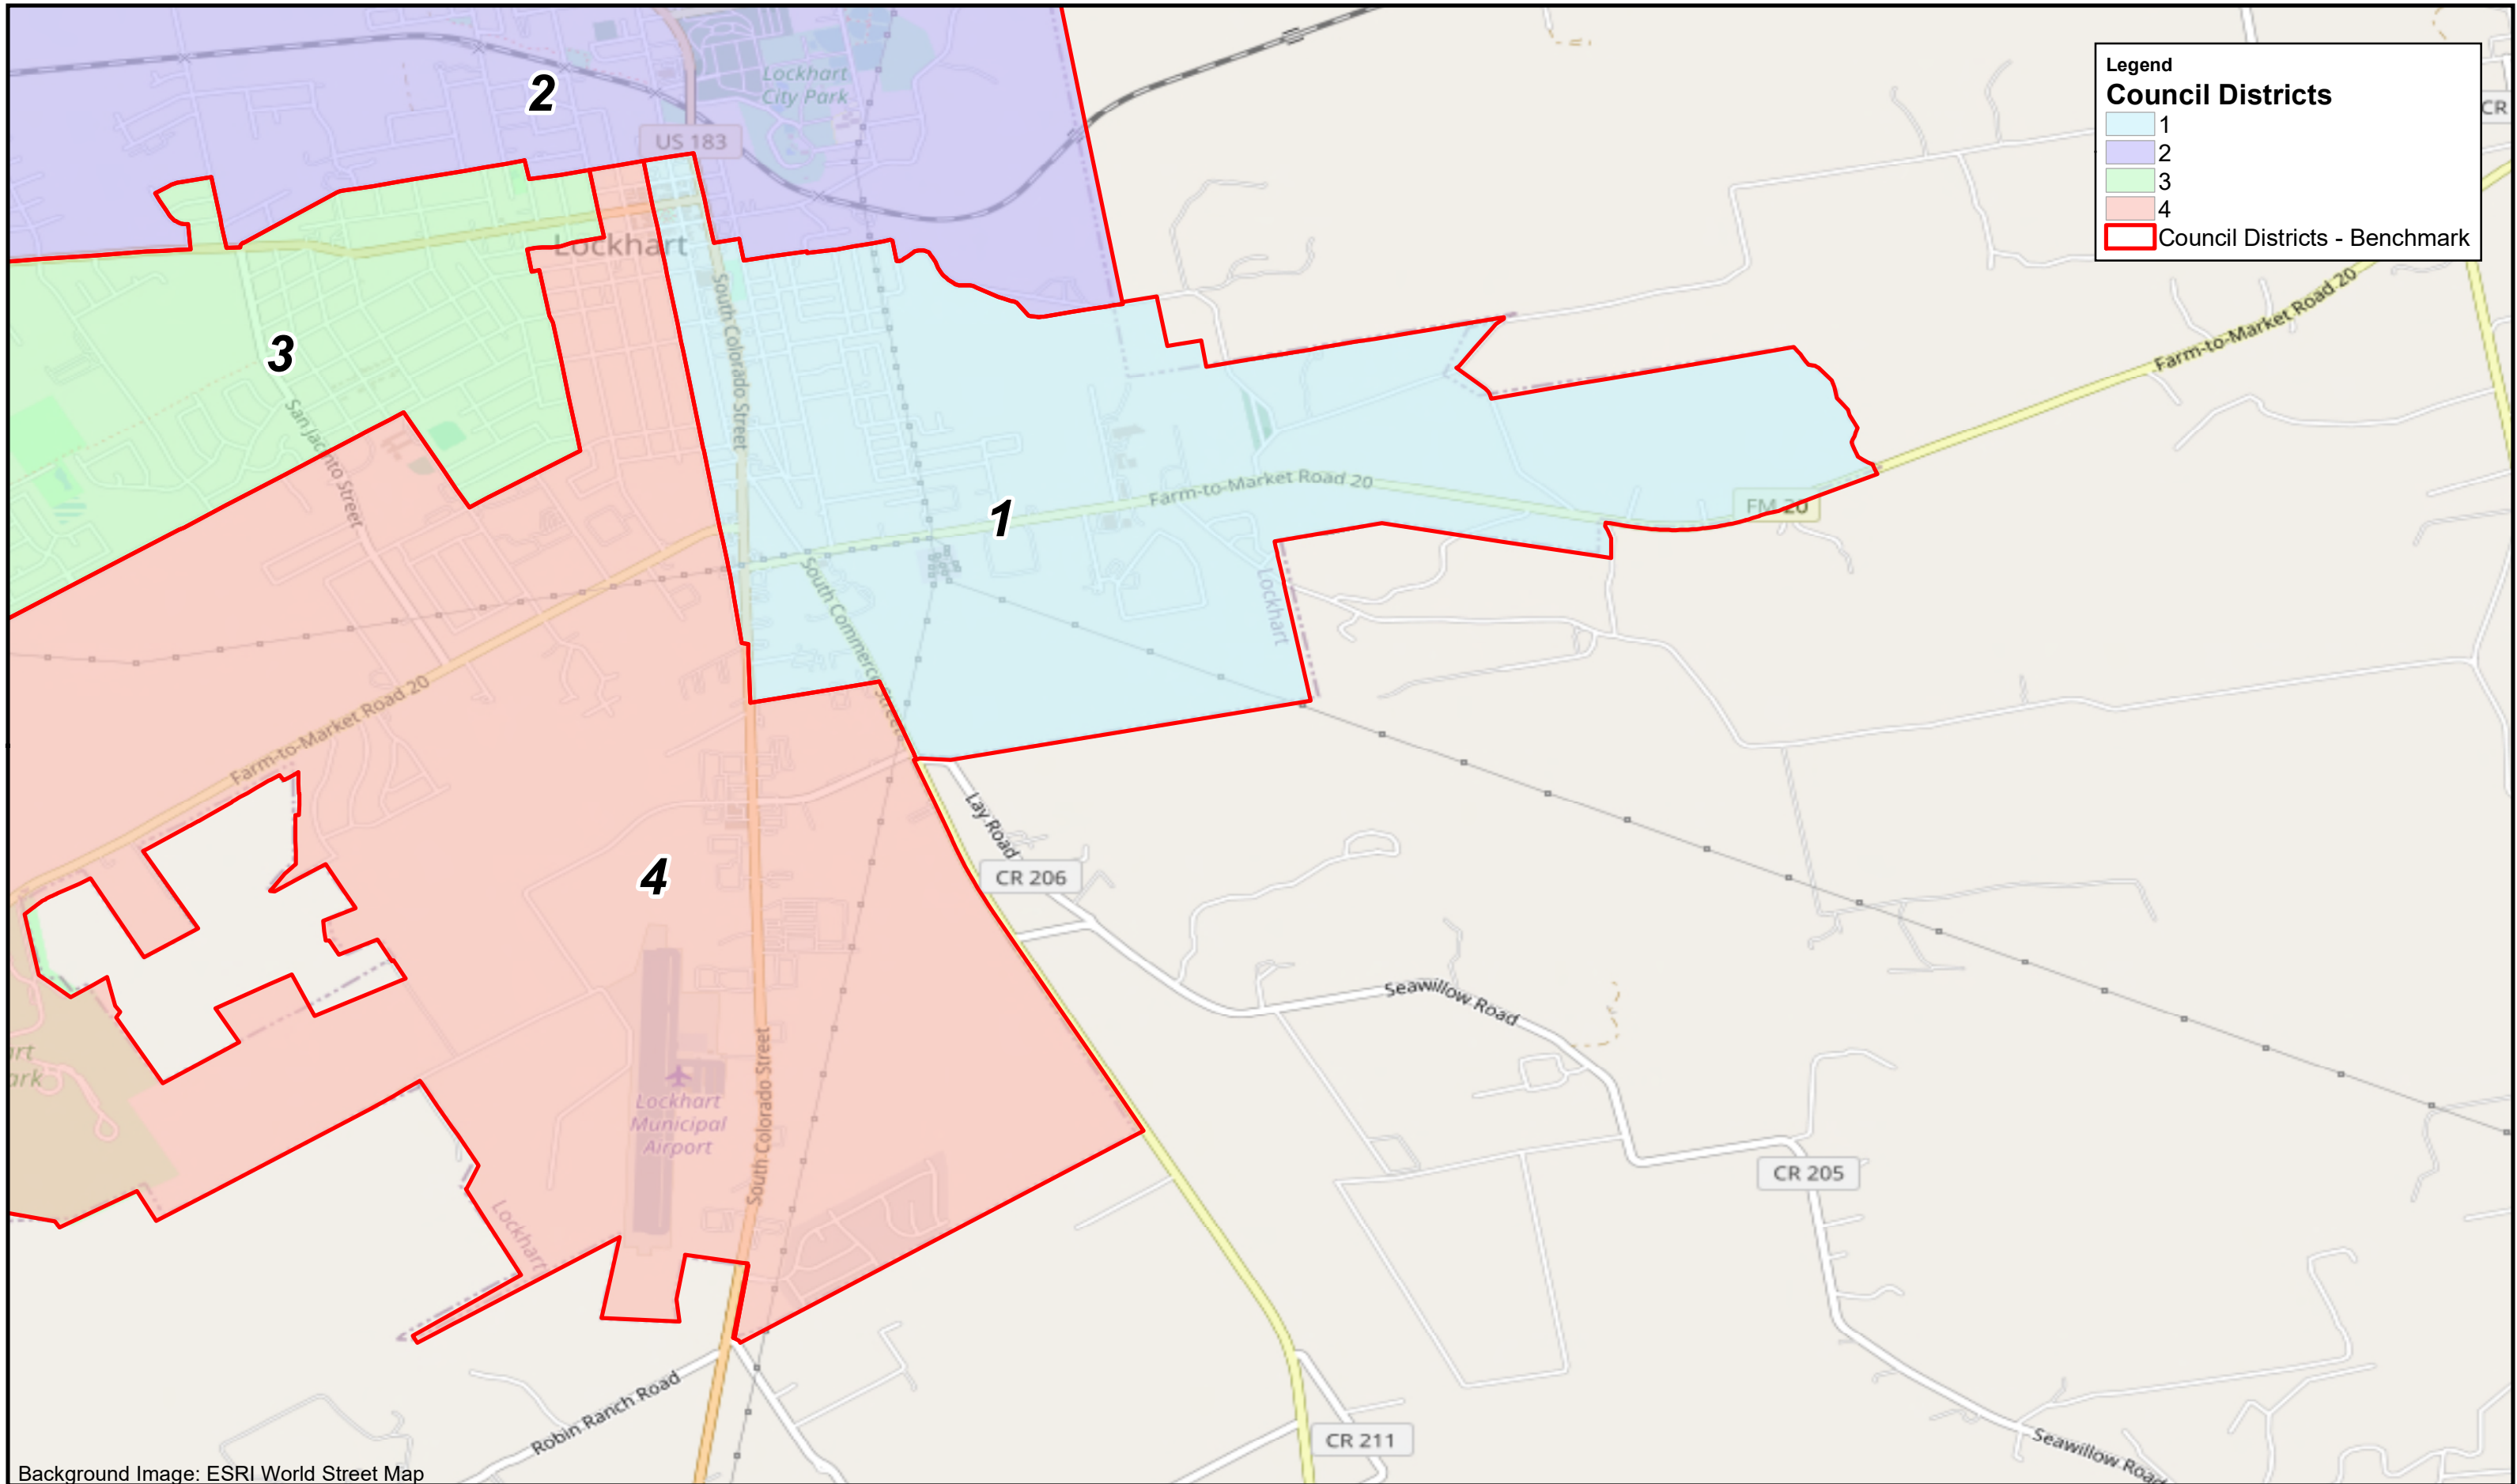 Legend
Council Districts
1
2
3
4
Council Districts - Benchmark
CR
Lockhart
City Park
2
US 183
Lockhart
3
South Colorado Street
San Jacinto Street
Farm-to-Market Road 20
Farm-to-Market Road 20
FM 20
1
South Commerce Street
Lockhart
Farm-to-Market Road 20
Lay Road
CR 206
4
Seawillow Road
South Colorado Street
Lockhart
Municipal
Airport
rt
ark
CR 205
Lockhart
Robin Ranch Road
CR 211
Seawillow Road
Background Image: ESRI World Street Map